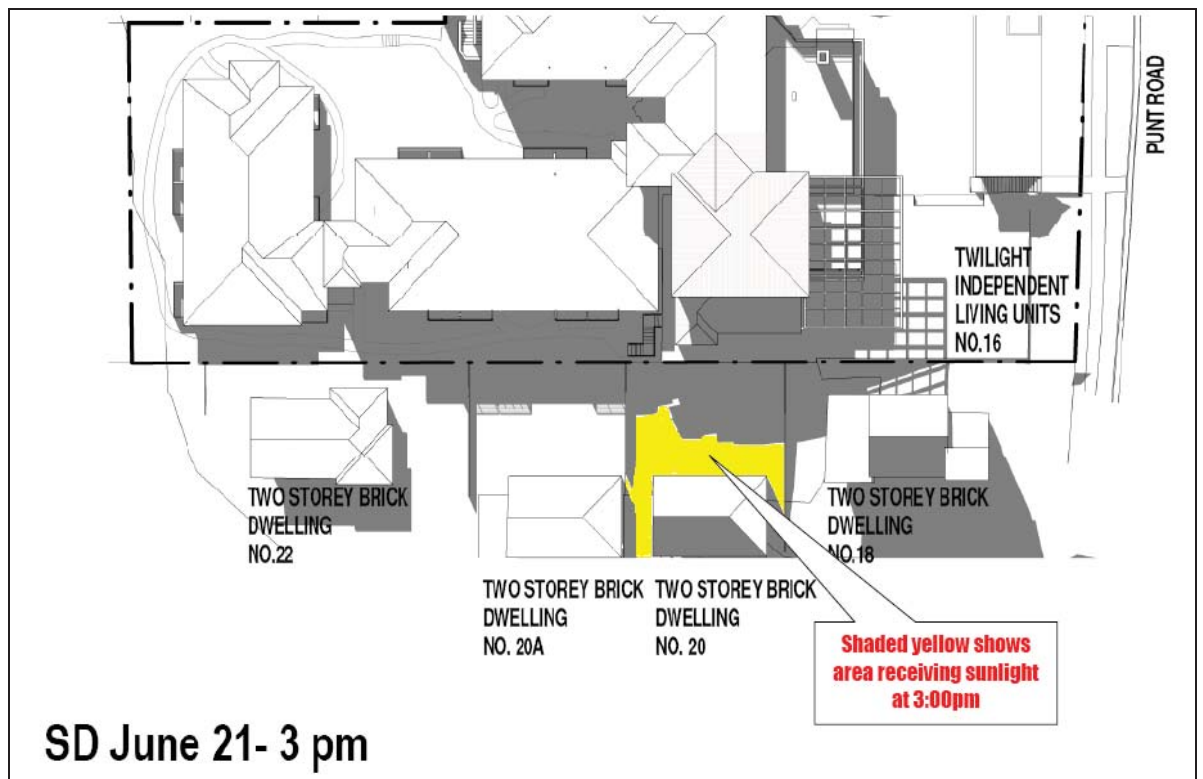 PUNT ROAD
TWILIGHT
INDEPENDENT
LIVING UNITS
NO.16
TWO STOREY BRICK
DWELLING
NO.22
TWO STOREY BRICK
DWELLING
NO.18
TWO STOREY BRICK
DWELLING
NO. 20A
TWO STOREY BRICK
DWELLING
NO. 20
Shaded yellow shows
area receiving sunlight
at 3:00pm
SD June 21- 3 pm